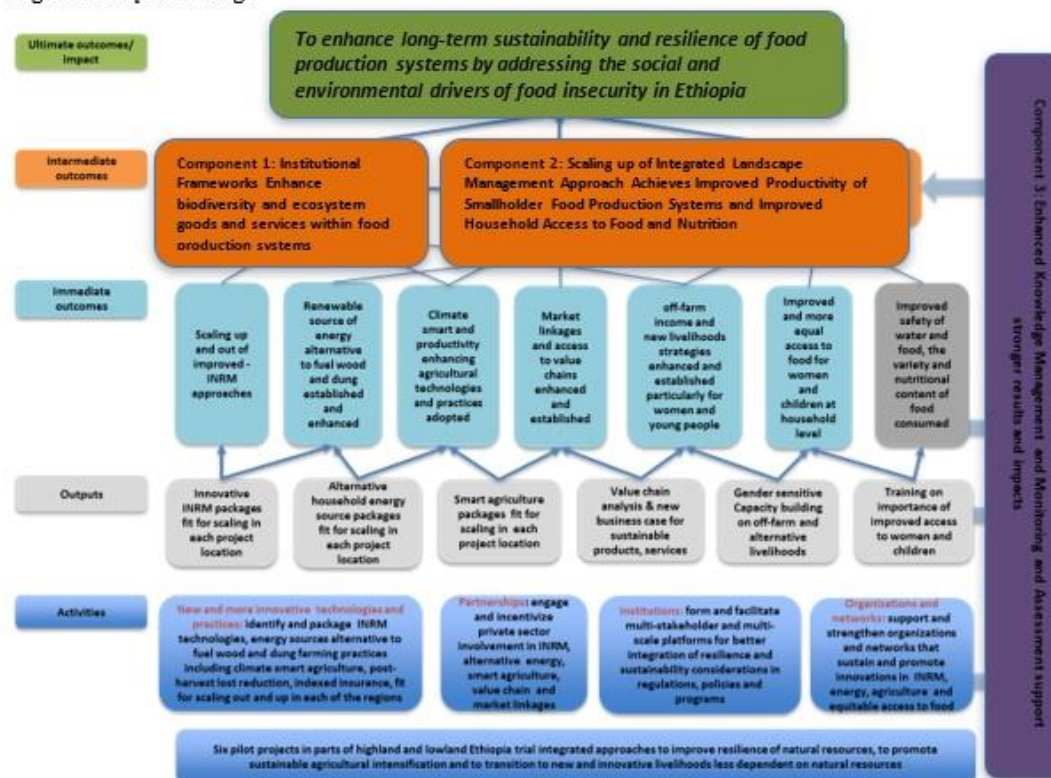 Ultimate outcomes/
impact
To enhance long-term sustainability and resilience of food
production systems by addressing the social and
environmental drivers of food insecurity in Ethiopia
Intermediate
outcomes
Component 1: Institutional
Frameworks Enhance
biodiversity and ecosystem
goods and services within food
production systems
Component 2: Scaling up of Integrated Landscape
Management Approach Achieves Improved Productivity of
Smallholder Food Production Systems and Improved
Household Access to Food and Nutrition
Immediate
outcomes
Scaling up
and out of
improved -
INRM
approaches
Renewable
source of
energy
alternative
to fuel wood
and dung
established
and
enhanced
Climate
smart and
productivity
enhancing
agricultural
technologies
and practices
adopted
Market
linkages
and access
to value
chains
enhanced
and
established
off-farm
income and
new livelihoods
strategies
enhanced and
established
particularly for
women and
young people
Improved
and more
equal
access to
food for
women
and
children at
household
level
Improved
safety of
water and
food, the
variety and
nutritional
content of
food
consumed
Outputs
Innovative
INRM packages
fit for scaling in
each project
location
Alternative
household energy
source packages
fit for scaling in
each project
location
Smart agriculture
packages fit for
scaling in each
project location
Value chain
analysis & new
business case for
sustainable
products, services
Gender sensitive
Capacity building
on off-farm and
alternative
livelihoods
Training on
importance of
improved access
to women and
children
Activities
New and more innovative technologies and
practices: identify and package INRM
technologies, energy sources alternative to
fuel wood and dung farming practices
including climate smart agriculture, post-
harvest lost reduction, indexed insurance, fit
for scaling out and up in each of the regions
Partnerships: engage
and incentivize
private sector
involvement in INRM,
alternative energy,
smart agriculture,
value chain and
market linkages
Institutions: form and facilitate
multi-stakeholder and multi-
scale platforms for better
integration of resilience and
sustainability considerations in
regulations, policies and
programs
Organizations and
networks: support and
strengthen organizations
and networks that
sustain and promote
innovations in INRM,
energy, agriculture and
equitable access to food
Six pilot projects in parts of highland and lowland Ethiopia trial integrated approaches to improve resilience of natural resources, to promote
sustainable agricultural intensification and to transition to new and innovative livelihoods less dependent on natural resources
Component 3: Enhanced Knowledge Management and Monitoring and Assessment support
stronger results and impacts